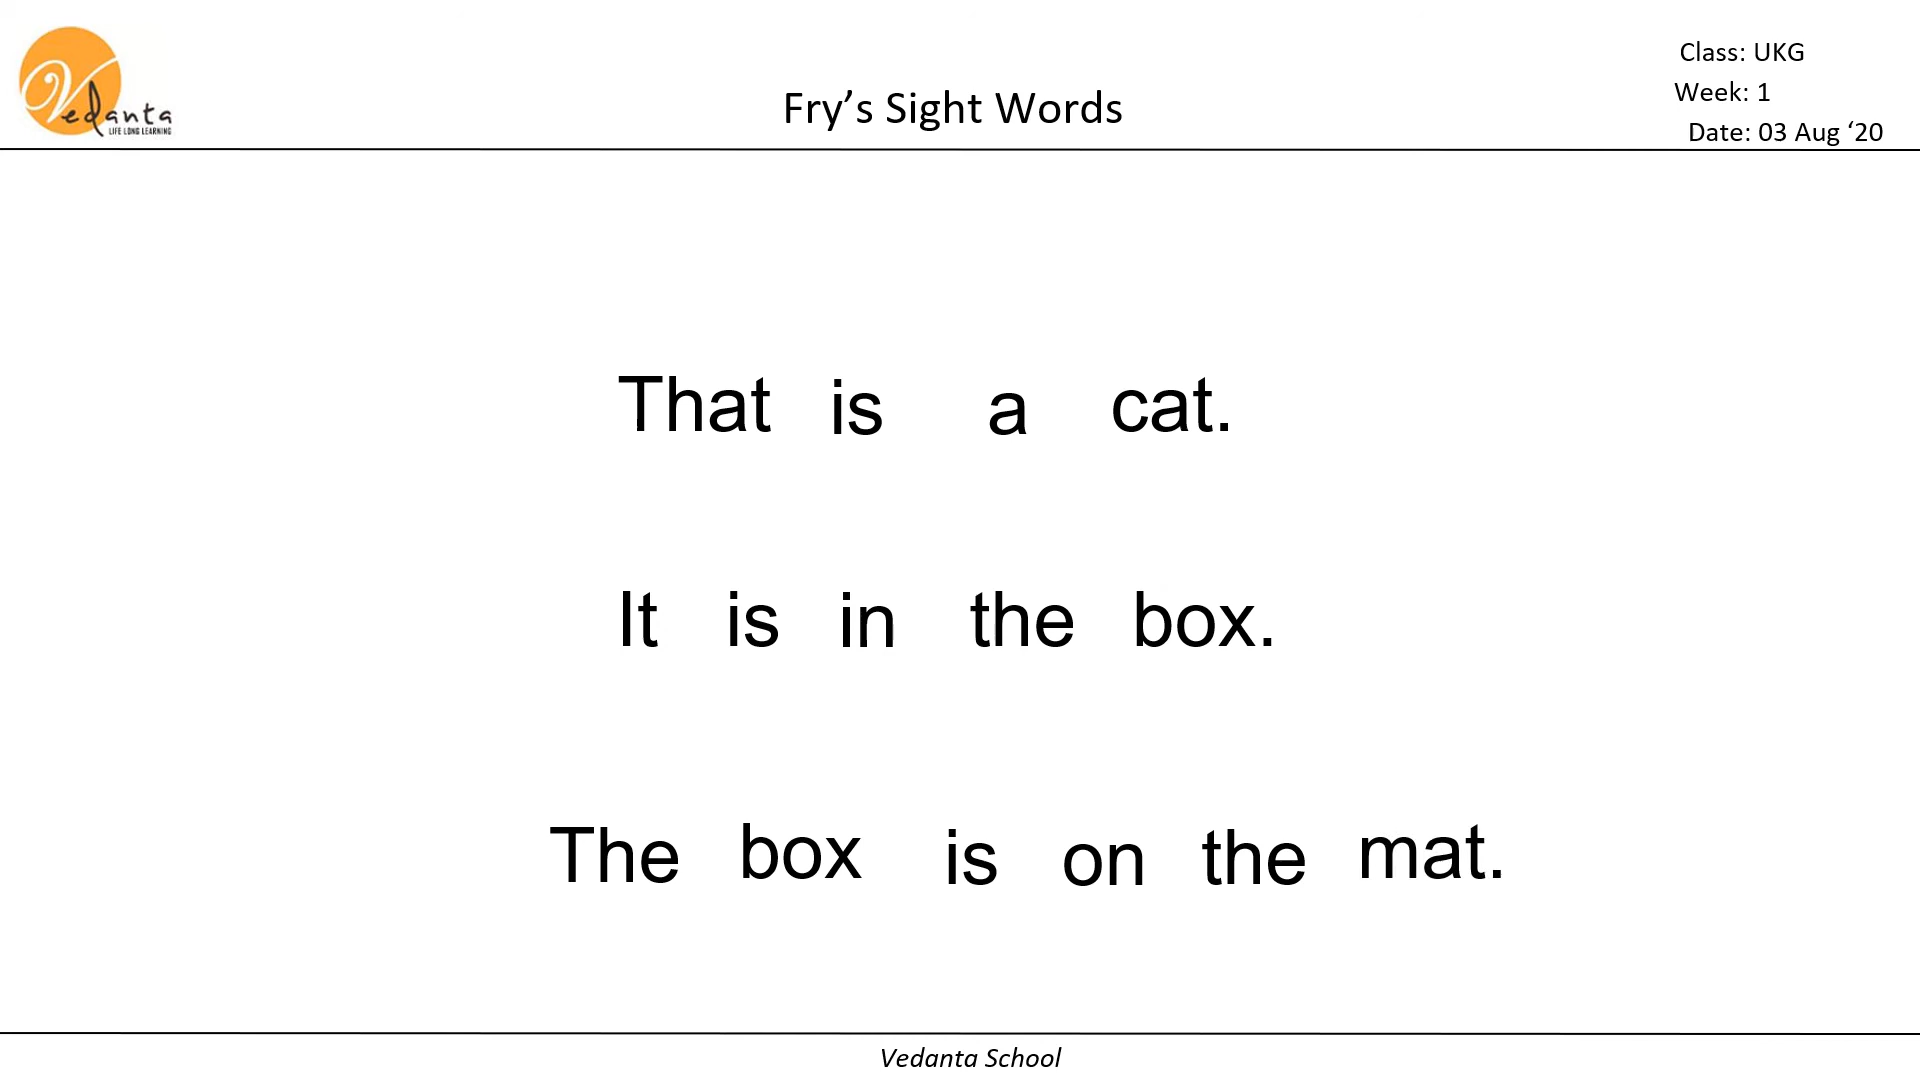 Vedanta
LIFE LONG LEARNING
Fry’s Sight Words
Class: UKG
Week: 1
Date: 03 Aug ‘20
That is a cat.
It is in the box.
The box is on the mat.
Vedanta School